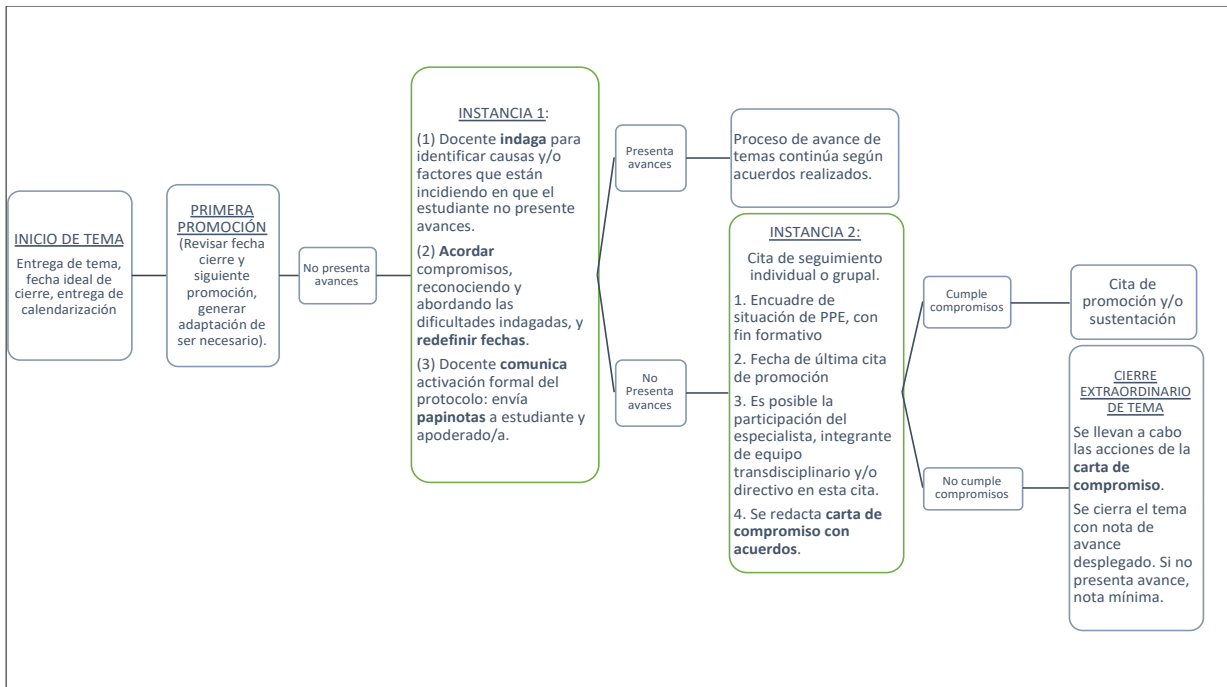 INICIO DE TEMA
Entrega de tema,
fecha ideal de
cierre, entrega de
calendarización
PRIMERA
PROMOCIÓN
(Revisar fecha
cierre y
siguiente
promoción,
generar
adaptación de
ser necesario).
No presenta
avances
INSTANCIA 1:
(1) Docente indaga para
identificar causas y/o
factores que están
incidiendo en que el
estudiante no presente
avances.
(2) Acordar
compromisos,
reconociendo y
abordando las
dificultades indagadas, y
redefinir fechas.
(3) Docente comunica
activación formal del
protocolo: envía
papinotas a estudiante y
apoderado/a.
Presenta
avances
Proceso de avance de
temas continúa según
acuerdos realizados.
No
Presenta
avances
INSTANCIA 2:
Cita de seguimiento
individual o grupal.
1. Encuadre de
situación de PPE, con
fin formativo
2. Fecha de última cita
de promoción
3. Es posible la
participación del
especialista, integrante
de equipo
transdisciplinario y/o
directivo en esta cita.
4. Se redacta carta de
compromiso con
acuerdos.
Cumple
compromisos
Cita de
promoción y/o
sustentación
No cumple
compromisos
CIERRE
EXTRAORDINARIO
DE TEMA
Se llevan a cabo
las acciones de la
carta de
compromiso.
Se cierra el tema
con nota de
avance
desplegado. Si no
presenta avance,
nota mínima.